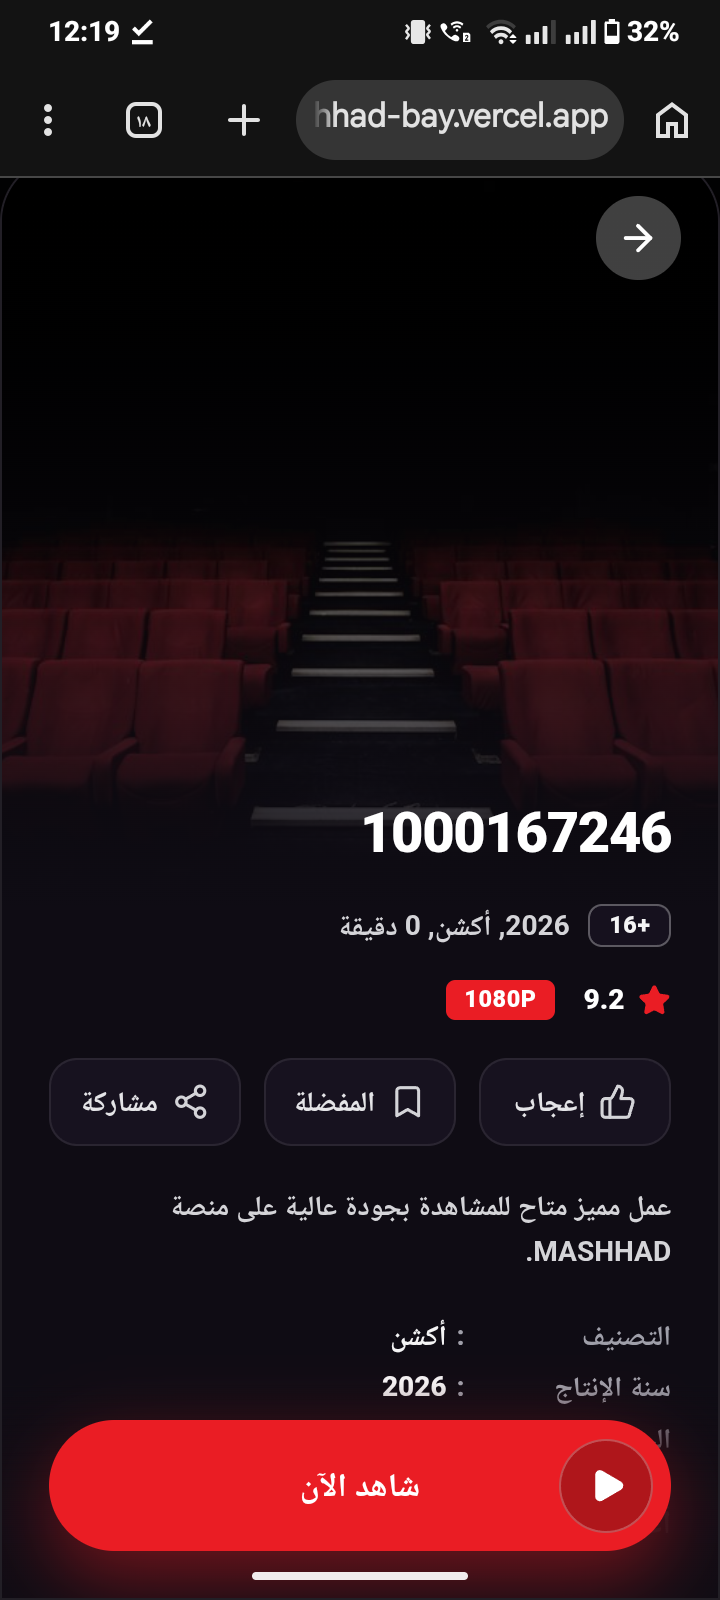 12:19
32%
١٨
hhad-bay.vercel.app
1000167246
16+
2026, أكشن, 0 دقيقة
9.2
1080P
إعجاب
المفضلة
مشاركة
عمل مميز متاح للمشاهدة بجودة عالية على منصة
MASHHAD.
التصنيف : أكشن
سنة الإنتاج : 2026
شاهد الآن